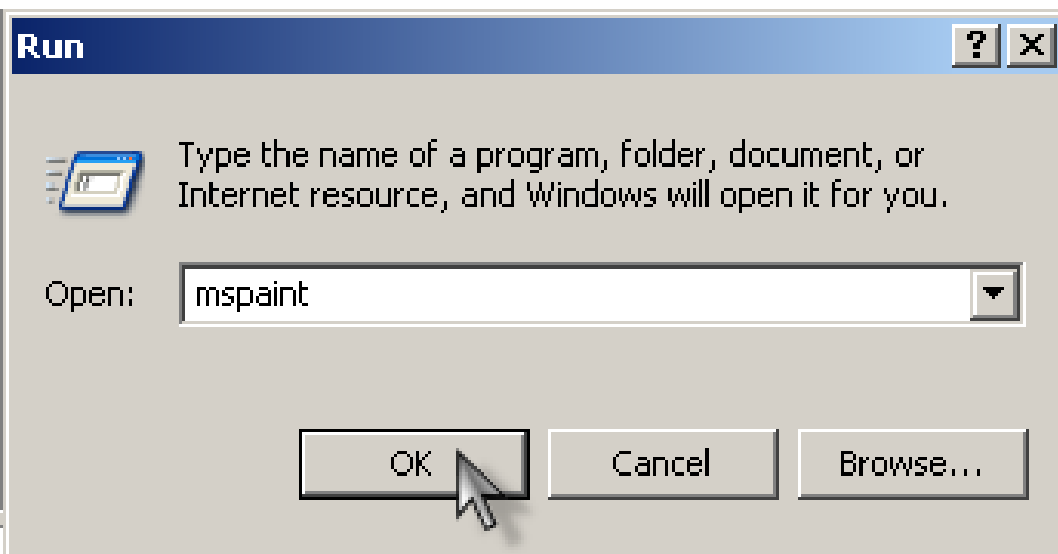 Run
Type the name of a program, folder, document, or
Internet resource, and Windows will open it for you.
Open: mspaint
OK Cancel Browse...